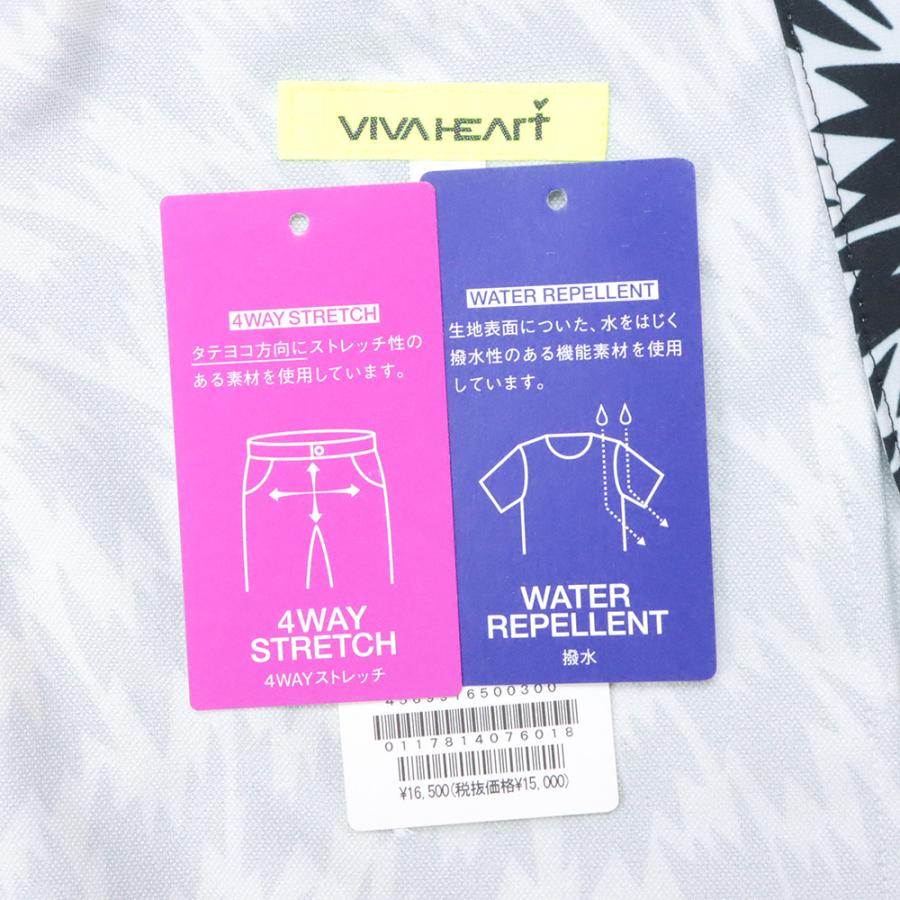 VIVA HEART
4WAY STRETCH
タテヨコ方向にストレッチ性の
ある素材を使用しています。
4WAY
STRETCH
4WAYストレッチ
WATER REPELLENT
生地表面についた、水をはじく
撥水性のある機能素材を使用
しています。
WATER
REPELLENT
撥水
0117814076018
¥16,500(税抜価格¥15,000)